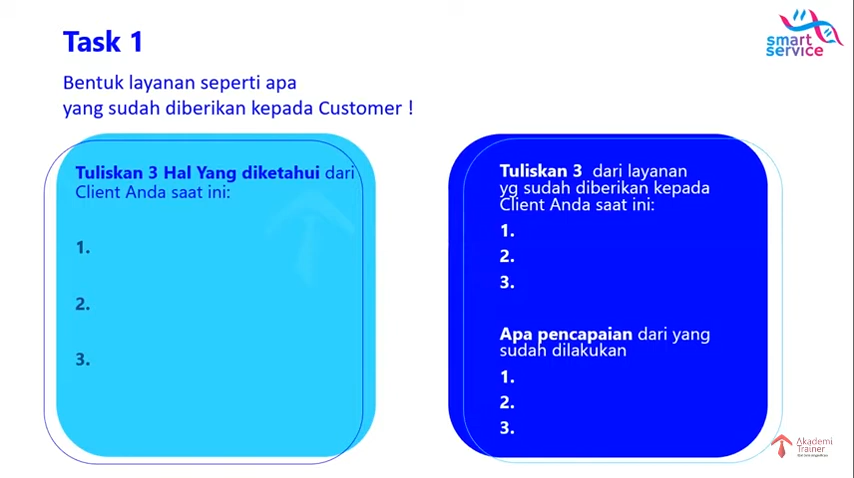 Task 1
smart
service
Bentuk layanan seperti apa
yang sudah diberikan kepada Customer !
Tuliskan 3 Hal Yang diketahui dari
Client Anda saat ini:
1.
2.
3.
Tuliskan 3 dari layanan
yg sudah diberikan kepada
Client Anda saat ini:
1.
2.
3.
Apa pencapaian dari yang
sudah dilakukan
1.
2.
3.
Akademi
Trainer